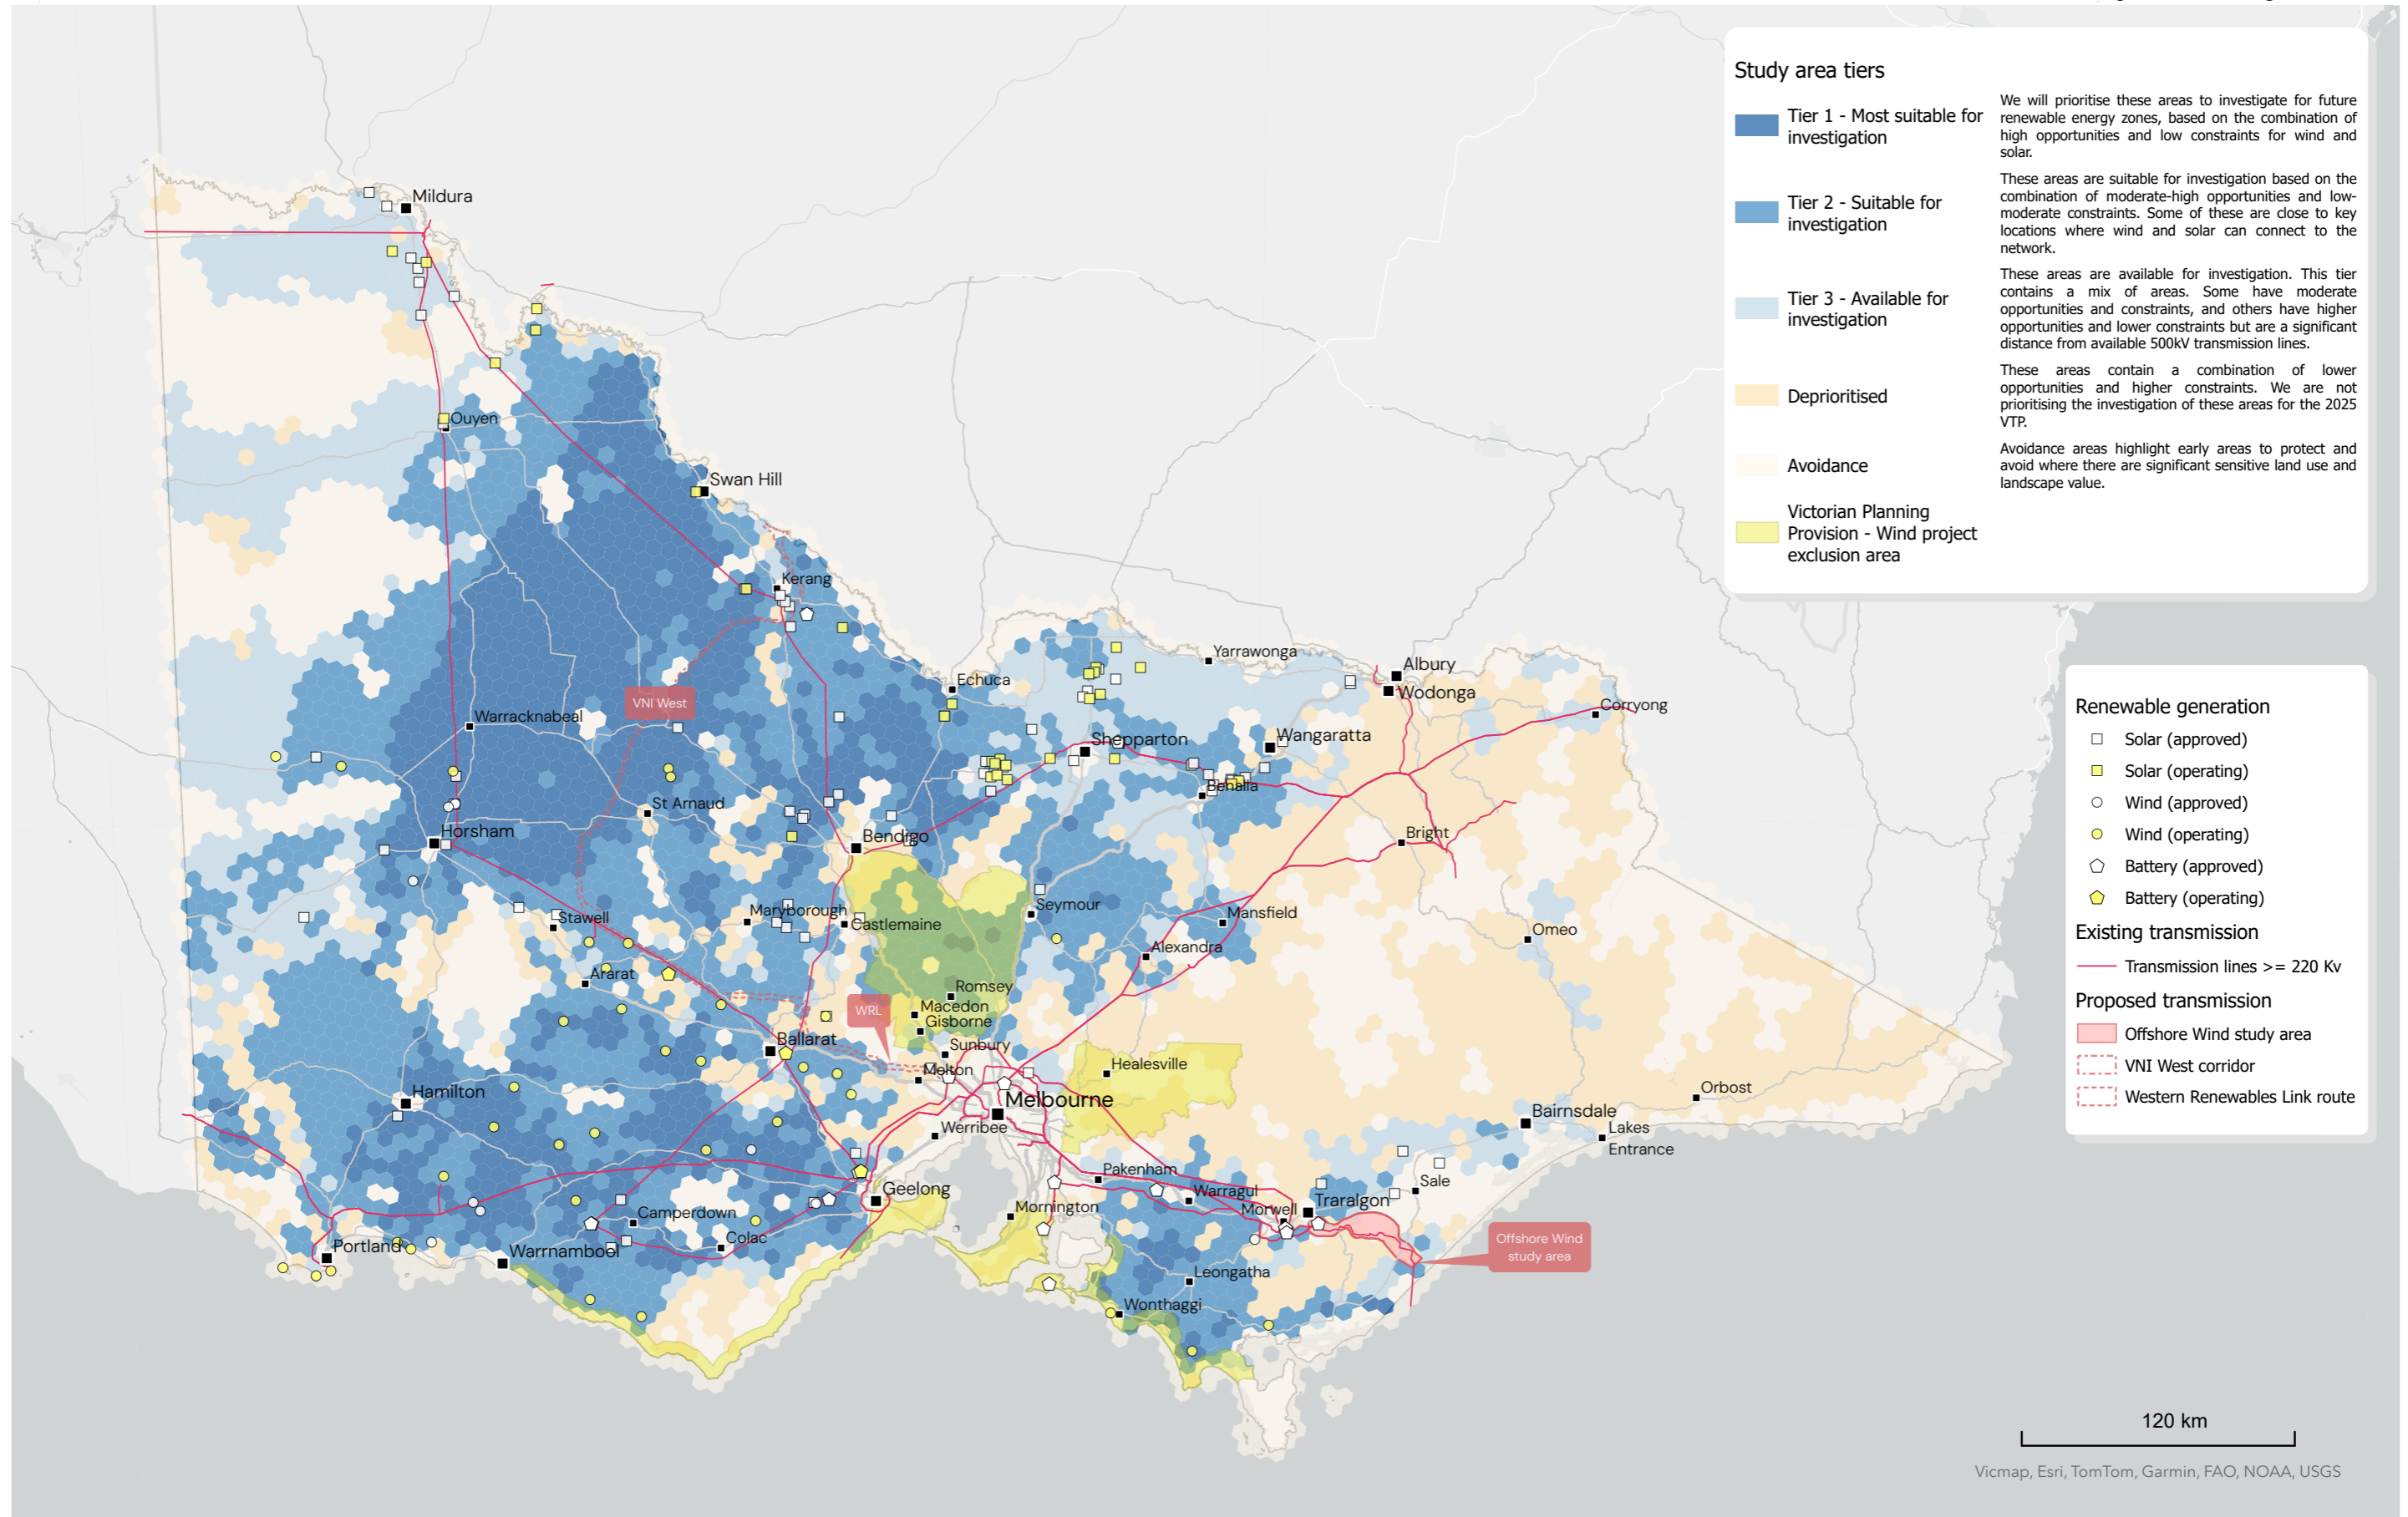 Study area tiers
Tier 1 - Most suitable for
investigation
We will prioritise these areas to investigate for future
renewable energy zones, based on the combination of
high opportunities and low constraints for wind and
solar.
Tier 2 - Suitable for
investigation
These areas are suitable for investigation based on the
combination of moderate-high opportunities and low-
moderate constraints. Some of these are close to key
locations where wind and solar can connect to the
network.
Tier 3 - Available for
investigation
These areas are available for investigation. This tier
contains a mix of areas. Some have moderate
opportunities and constraints, and others have higher
opportunities and lower constraints but are a significant
distance from available 500kV transmission lines.
Deprioritised
These areas contain a combination of lower
opportunities and higher constraints. We are not
prioritising the investigation of these areas for the 2025
VTP.
Avoidance
Avoidance areas highlight early areas to protect and
avoid where there are significant sensitive land use and
landscape value.
Victorian Planning
Provision - Wind project
exclusion area
Mildura
Ouyen
Swan Hill
Kerang
Yarrawonga
Albury
Wodonga
Echuca
VNI West
Corryong
Warracknabeal
Shepparton
Wangaratta
Benalla
St Arnaud
Horsham
Bendigo
Bright
Maryborough
Castlemaine
Seymour
Mansfield
Stawell
Alexandra
Omeo
Ararat
Romsey
Macedon
WRL
Gisborne
Ballarat
Sunbury
Melton
Healesville
Hamilton
Melbourne
Orbost
Bairnsdale
Werribee
Lakes
Entrance
Pakenham
Sale
Geelong
Warragul
Traralgon
Mornington
Morwell
Camperdown
Colac
Portland
Warrnambool
Offshore Wind
study area
Leongatha
Wonthaggi
Renewable generation
Solar (approved)
Solar (operating)
Wind (approved)
Wind (operating)
Battery (approved)
Battery (operating)
Existing transmission
Transmission lines >= 220 Kv
Proposed transmission
Offshore Wind study area
VNI West corridor
Western Renewables Link route
120 km
Vicmap, Esri, TomTom, Garmin, FAO, NOAA, USGS